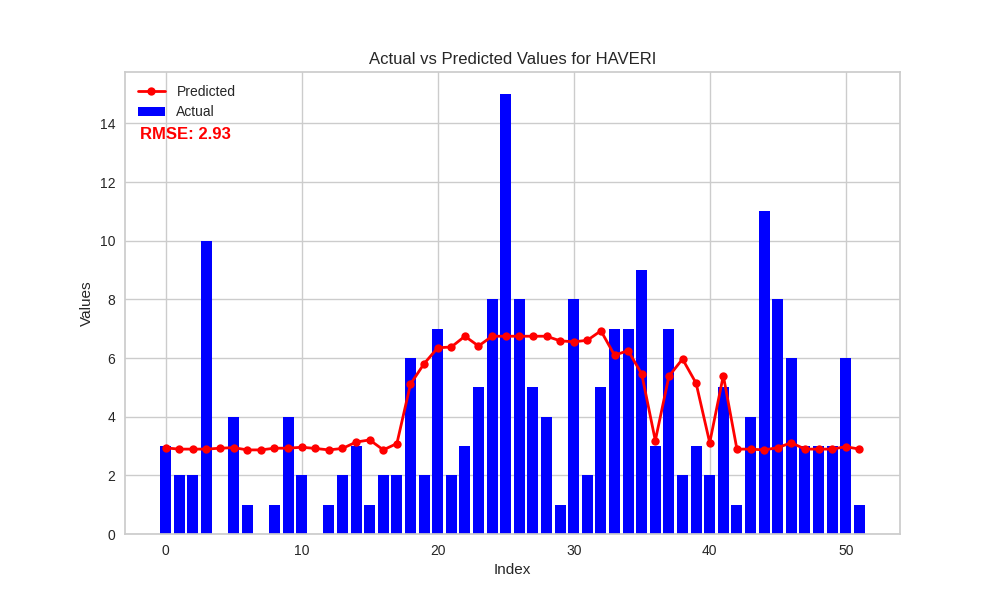 Actual vs Predicted Values for HAVERI
Predicted
Actual
RMSE: 2.93
14
12
10
8
6
4
2
0
Values
0 10 20 30 40 50
Index